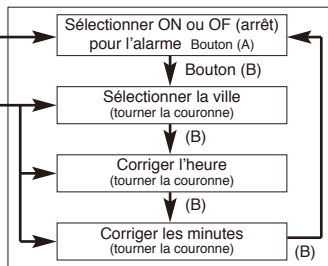 Sélectionner ON ou OF (arrêt)
pour l'alarme Bouton (A)
Bouton (B)
Sélectionner la ville
(tourner la couronne)
(B)
Corriger l'heure
(tourner la couronne)
(B)
Corriger les minutes
(tourner la couronne)
(B)